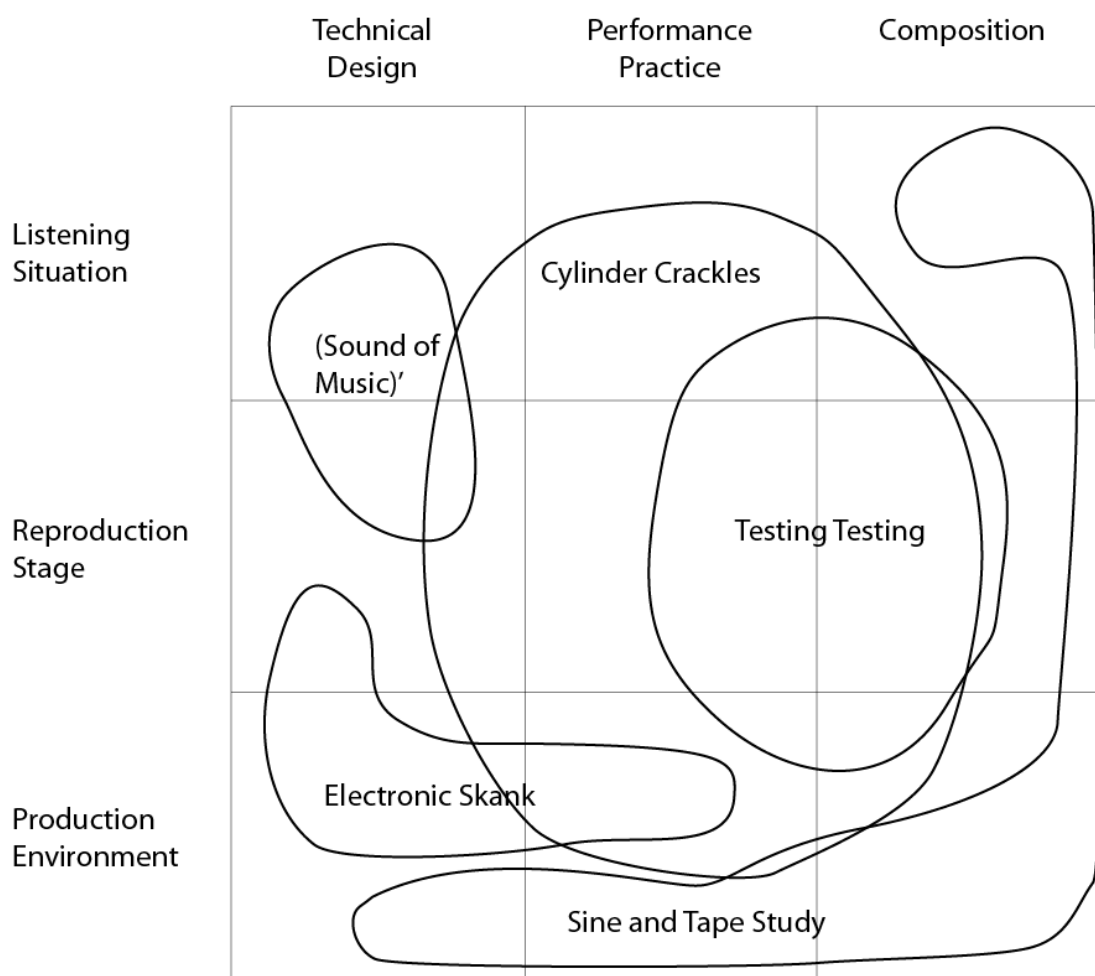 Technical
Design
Performance
Practice
Composition
Listening
Situation
Cylinder Crackles
(Sound of
Music)’
Reproduction
Stage
Testing Testing
Electronic Skank
Production
Environment
Sine and Tape Study